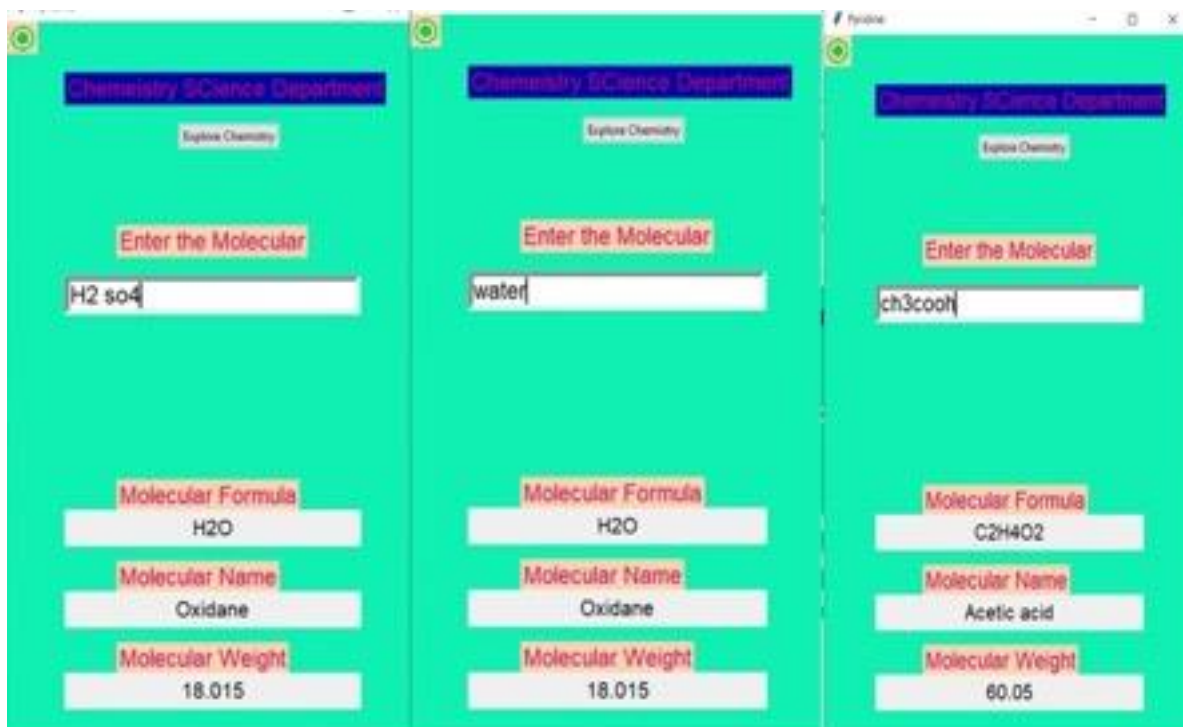 Chemeistry SCience Department
Explore Chemistry
Enter the Molecular
H2 so4
Molecular Formula
H2O
Molecular Name
Oxidane
Molecular Weight
18.015
Chemeistry SCience Department
Explore Chemistry
Enter the Molecular
water
Molecular Formula
H2O
Molecular Name
Oxidane
Molecular Weight
18.015
Pyridine
Chemeistry SCience Department
Explore Chemistry
Enter the Molecular
ch3cooh
Molecular Formula
C2H4O2
Molecular Name
Acetic acid
Molecular Weight
60.05